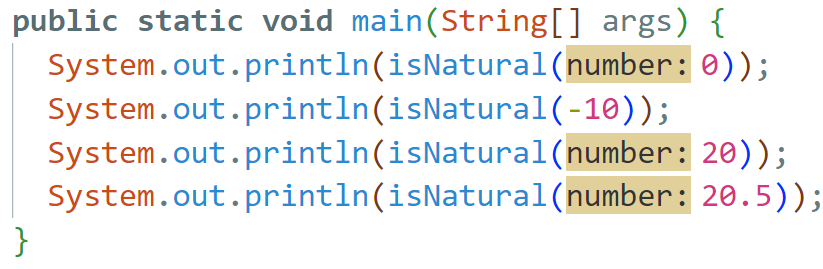 public static void main(String[] args) {
System.out.println(isNatural(number: 0));
System.out.println(isNatural(-10));
System.out.println(isNatural(number: 20));
System.out.println(isNatural(number: 20.5));
}